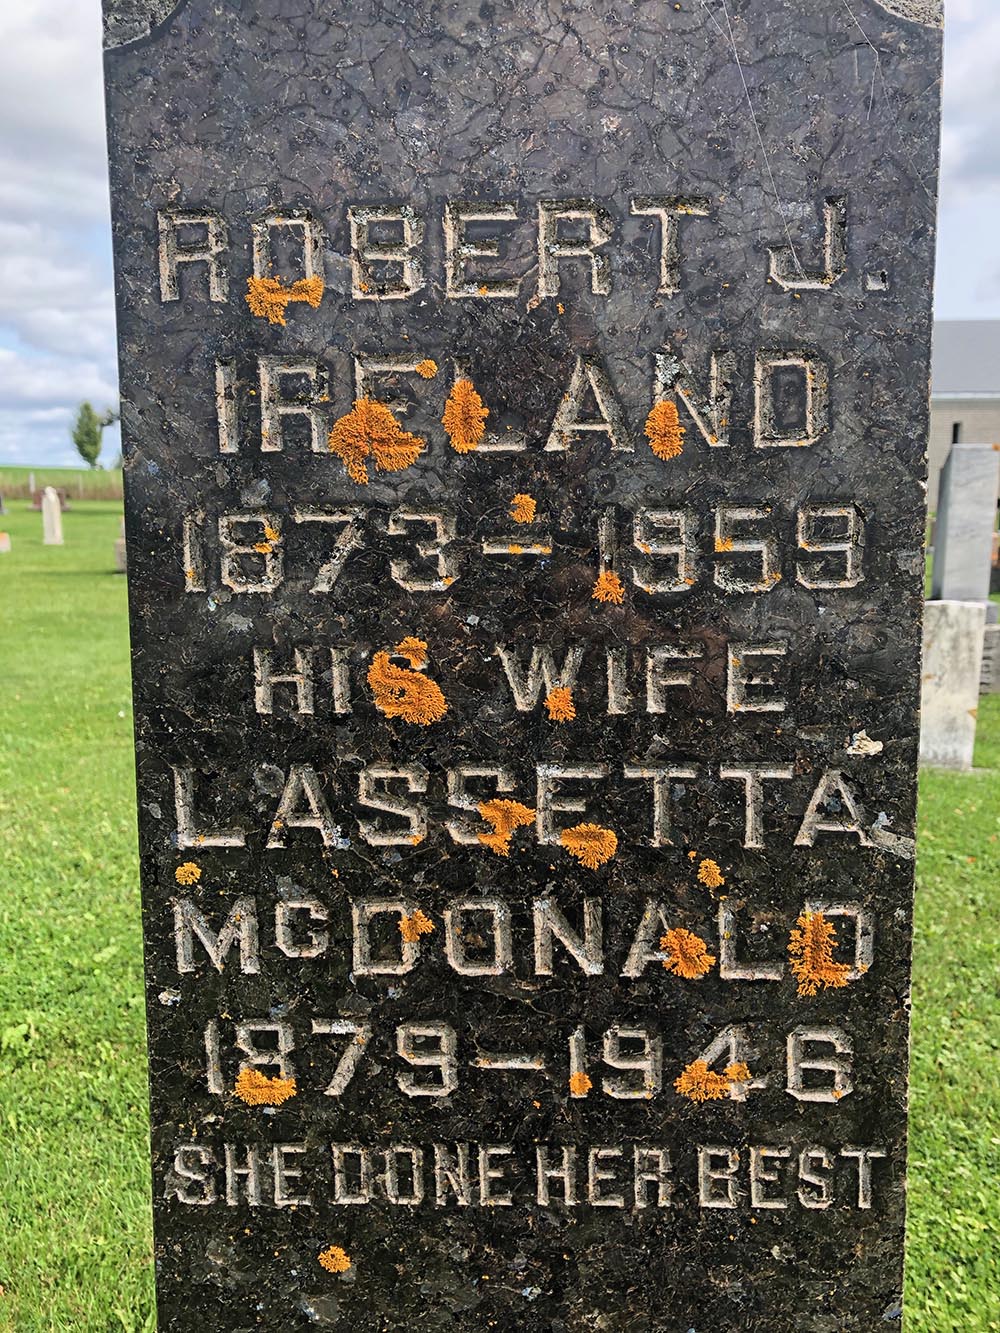 ROBERT J.
IRELAND
1873-1959
HIS WIFE
LASSETTA
McDONALD
1879-1946
SHE DONE HER BEST